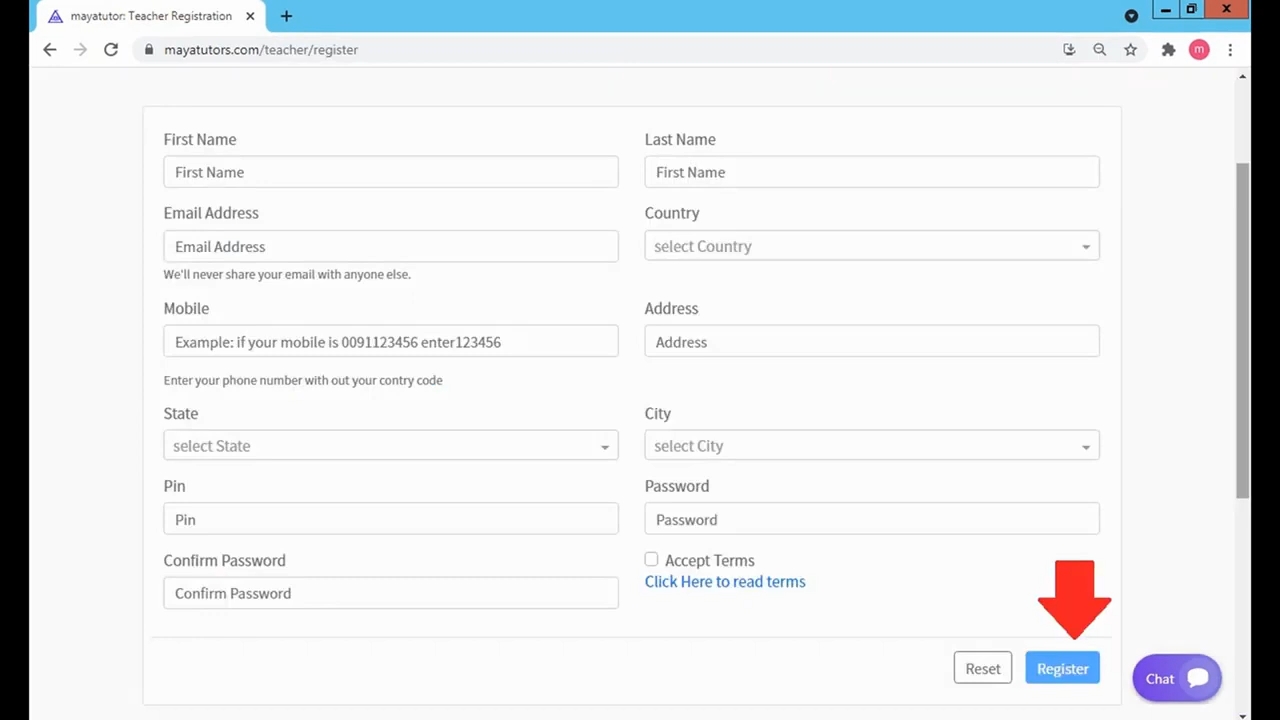 mayatutor: Teacher Registration
mayatutors.com/teacher/register
m
First Name
Last Name
First Name
First Name
Email Address
Country
Email Address
select Country
We'll never share your email with anyone else.
Mobile
Address
Example: if your mobile is 0091123456 enter123456
Address
Enter your phone number with out your contry code
State
City
select State
select City
Pin
Password
Pin
Password
Confirm Password
Accept Terms
Click Here to read terms
Confirm Password
Reset
Register
Chat